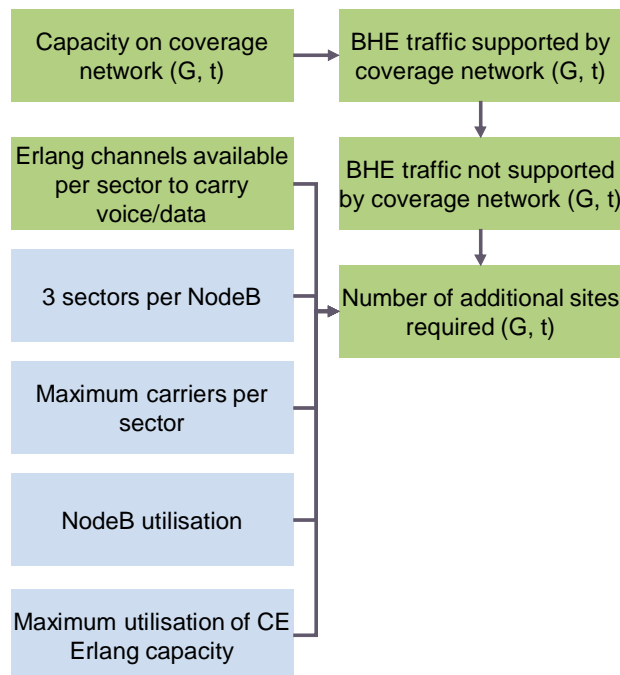 Capacity on coverage
network (G, t)
BHE traffic supported by
coverage network (G, t)
Erlang channels available
per sector to carry
voice/data
BHE traffic not supported
by coverage network (G, t)
3 sectors per NodeB
Number of additional sites
required (G, t)
Maximum carriers per
sector
NodeB utilisation
Maximum utilisation of CE
Erlang capacity